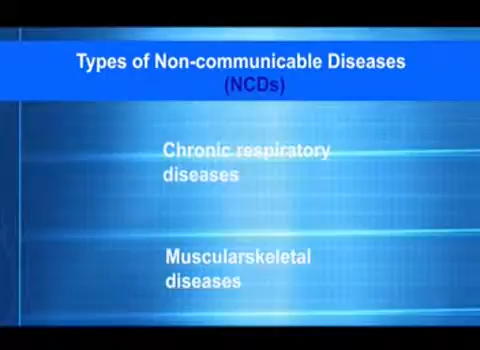 Types of Non-communicable Diseases
(NCDs)
Chronic respiratory
diseases
Muscularskeletal
diseases